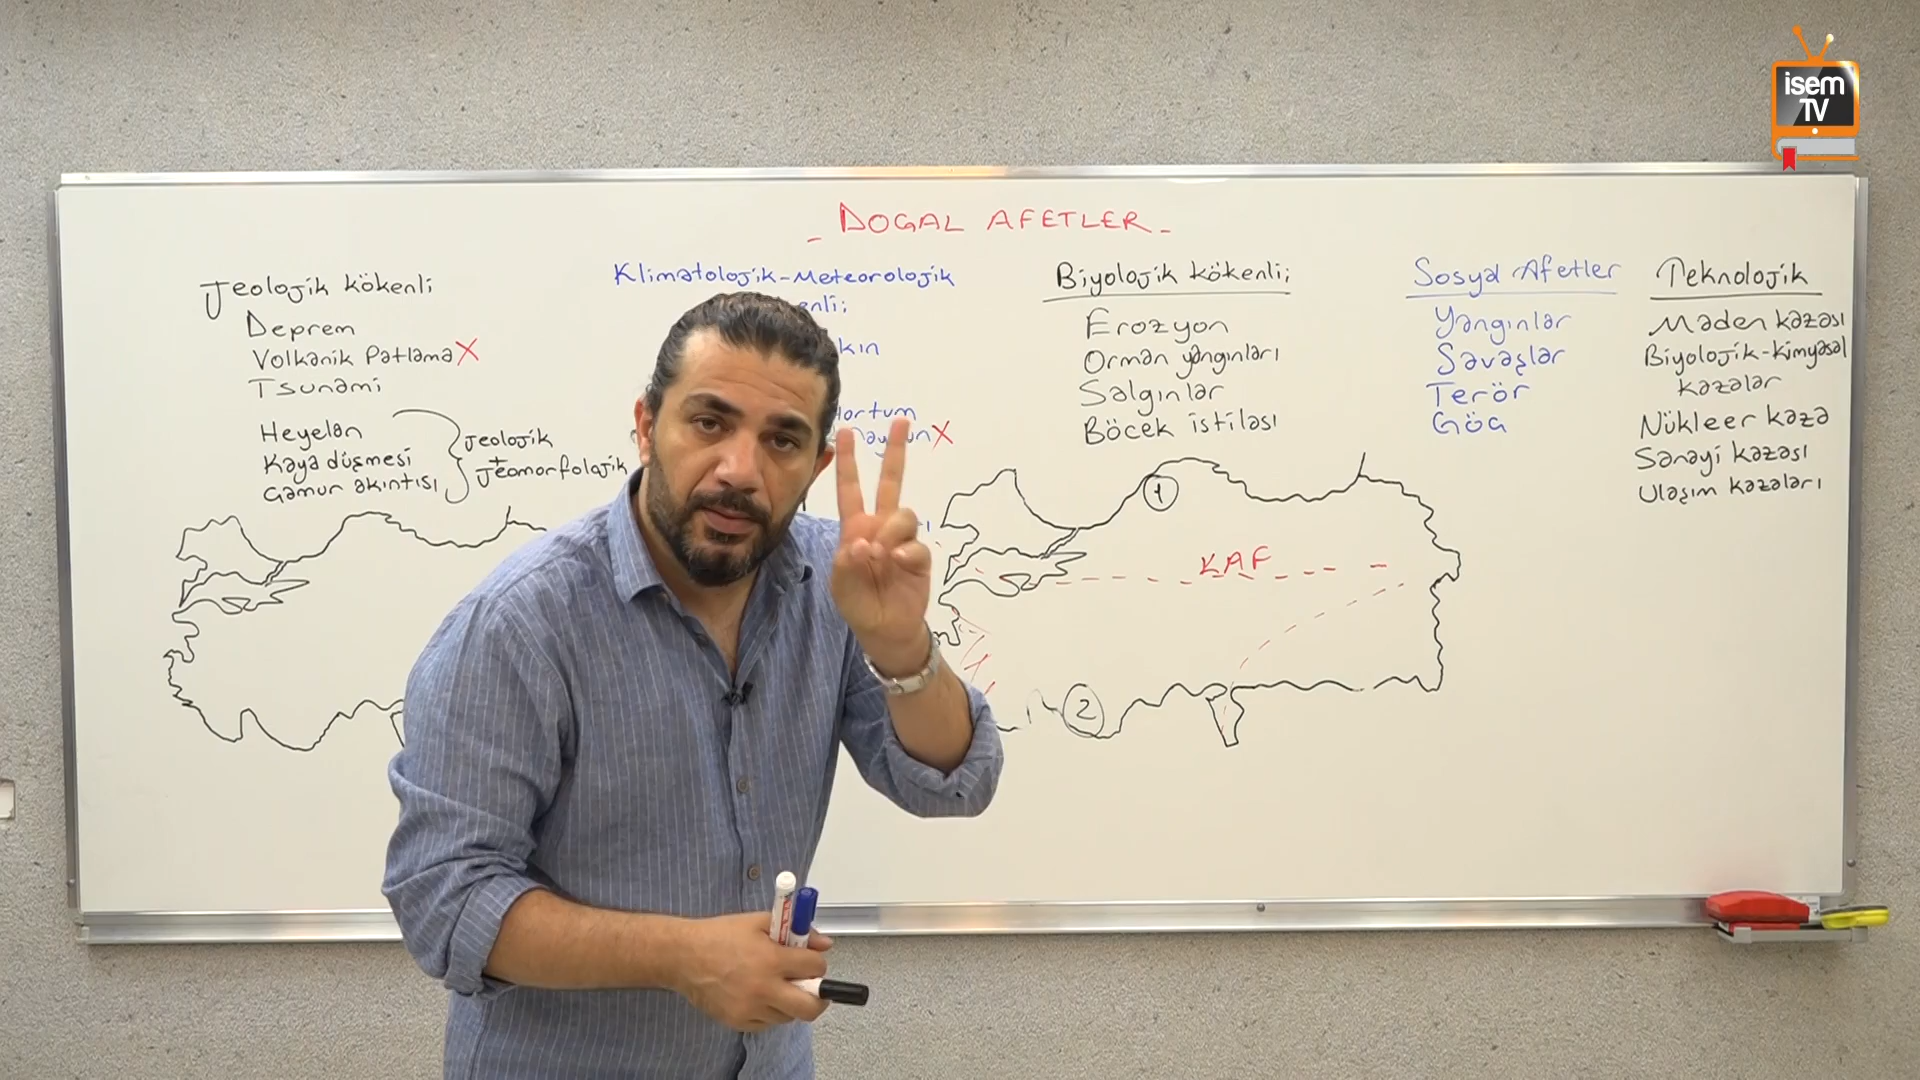 isem
TV
- DOGAL AFETLER -
Jeolojik kökenli;
Deprem
Volkanik Patlama X
Tsunami
Heyelan
Kaya düşmesi
Çamur akıntısı
Jeolojik
+
Jeomorfolojik
Klimatolojik-Meteorolojik
Hortum
X
Biyolojik kökenli;
Erozyon
Orman yangınları
Salgınlar
Böcek istilası
Sosyal Afetler
Yangınlar
Savaşlar
Terör
Göç
Teknolojik
Maden kazası
Biyolojik-kimyasal
kazalar
Nükleer kaza
Sanayi kazası
Ulaşım kazaları
1
KAF
2